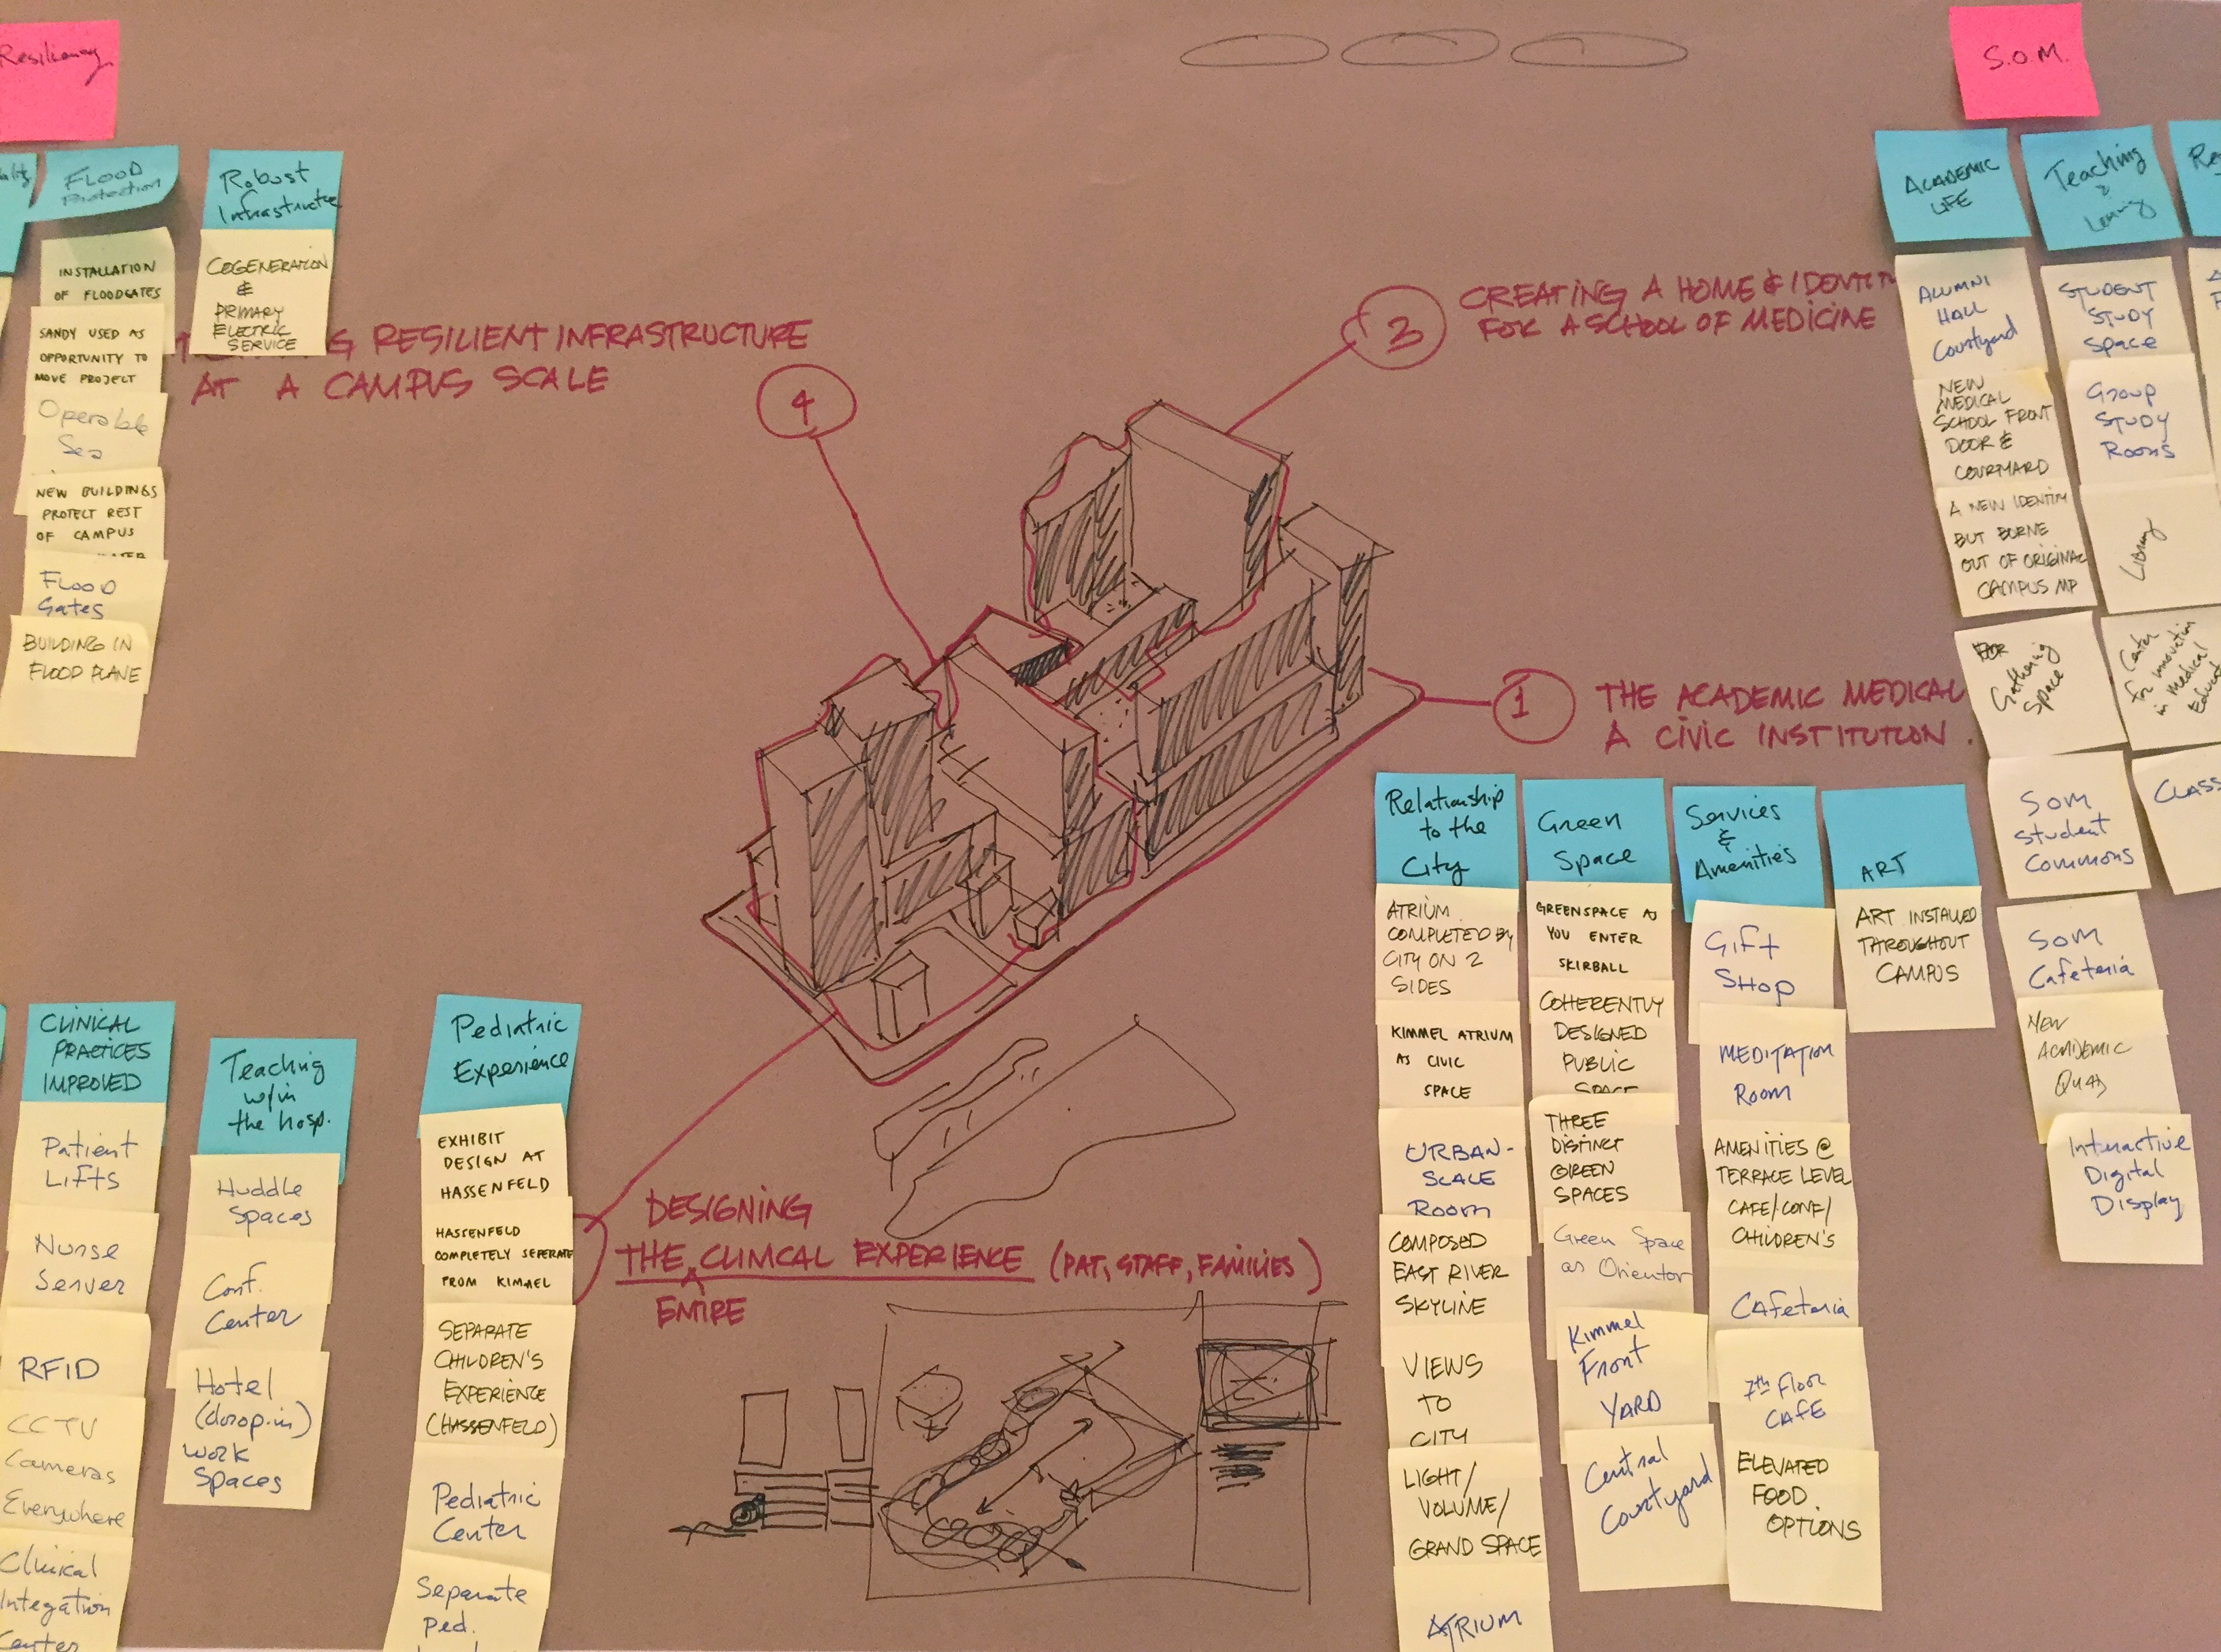 Resiliency
FLOOD
Protection
Robust
Infrastructure
INSTALLATION
OF FLOODGATES
SANDY USED AS
OPPORTUNITY TO
MOVE PROJECT
Operable
Sea
NEW BUILDINGS
PROTECT REST
OF CAMPUS
FLOOD
Gates
BUILDING IN
FLOOD PLANE
COGENERATION
&
PRIMARY
ELECTRIC
SERVICE
RESILIENT INFRASTRUCTURE
AT A CAMPUS SCALE
4
3
CREATING A HOME & IDENTITY
FOR A SCHOOL OF MEDICINE
1
THE ACADEMIC MEDICAL
A CIVIC INSTITUTION.
S.O.M.
ACADEMIC
LIFE
ALUMNI
HALL
Courtyard
NEW
MEDICAL
SCHOOL FRONT
DOOR &
COURTYARD
A NEW IDENTITY
BUT BORNE
OUT OF ORIGINAL
CAMPUS MP
Gathering
Space
SOM
Student
Commons
SOM
Cafeteria
NEW
ACADEMIC
QUAD
Interactive
Digital
Display
Teaching
&
Learning
STUDENT
STUDY
Space
Group
STUDY
Rooms
Library
Center
for innovation
in medical
CLASS
Relationship
to the
City
ATRIUM
COMPLETED BY
CITY ON 2
SIDES
KIMMEL ATRIUM
AS CIVIC
SPACE
URBAN-
SCALE
ROOM
COMPOSED
EAST RIVER
SKYLINE
VIEWS
TO
CITY
LIGHT/
VOLUME/
GRAND SPACE
ATRIUM
Green
Space
GREENSPACE AS
YOU ENTER
SKIRBALL
COHERENTLY
DESIGNED
PUBLIC
SPACE
THREE
DISTINCT
GREEN
SPACES
Green Space
as Orientor
Kimmel
Front
YARD
Central
Courtyard
Services
&
Amenities
Gift
SHOP
MEDITATION
ROOM
AMENITIES @
TERRACE LEVEL
CAFE/CONF/
CHILDREN'S
CAfeteria
7th Floor
CAFE
ELEVATED
FOOD
OPTIONS
ART
ART INSTALLED
THROUGHOUT
CAMPUS
CLINICAL
PRACTICES
IMPROVED
Patient
Lifts
Nurse
Server
RFID
CCTV
Cameras
Everywhere
Clinical
Integration
Center
Teaching
w/in
the hosp.
Huddle
Spaces
Conf.
Center
Hotel
(drop-in)
WORK
Spaces
Pediatric
Experience
EXHIBIT
DESIGN AT
HASSENFELD
HASSENFELD
COMPLETELY SEPERATE
FROM KIMMEL
SEPARATE
CHILDREN'S
EXPERIENCE
(HASSENFELD)
Pediatric
Center
Separate
Ped.
DESIGNING
THE CLINICAL EXPERIENCE (PAT, STAFF, FAMILIES)
ENTIRE